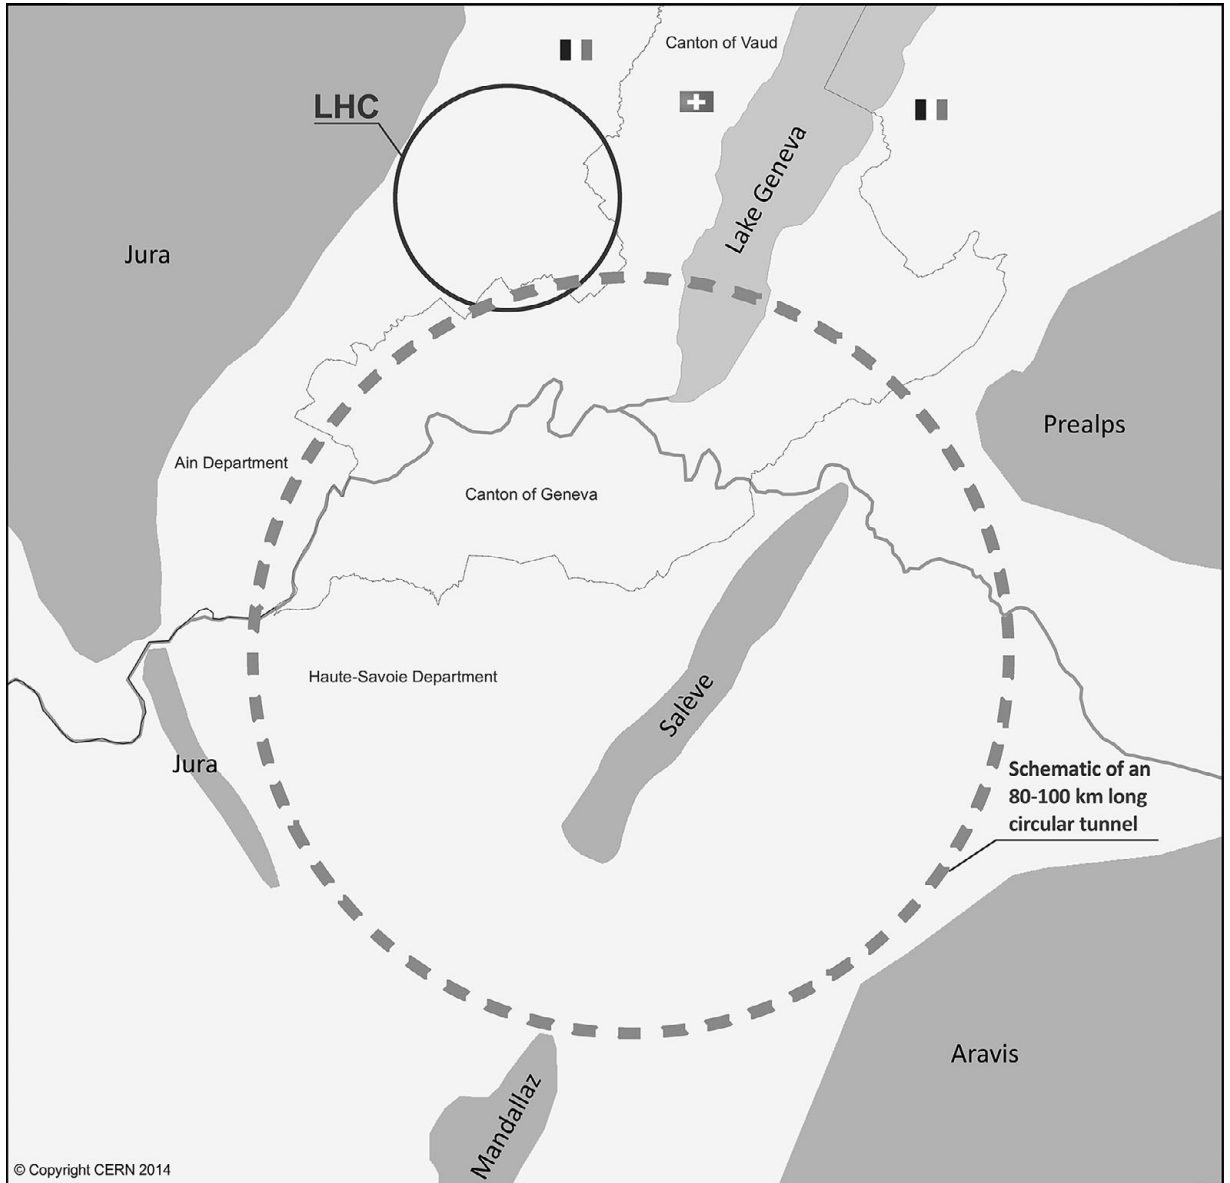 Canton of Vaud
LHC
Lake Geneva
Jura
Prealps
Ain Department
Canton of Geneva
Haute-Savoie Department
Salève
Jura
Schematic of an
80-100 km long
circular tunnel
Aravis
Mandallaz
© Copyright CERN 2014